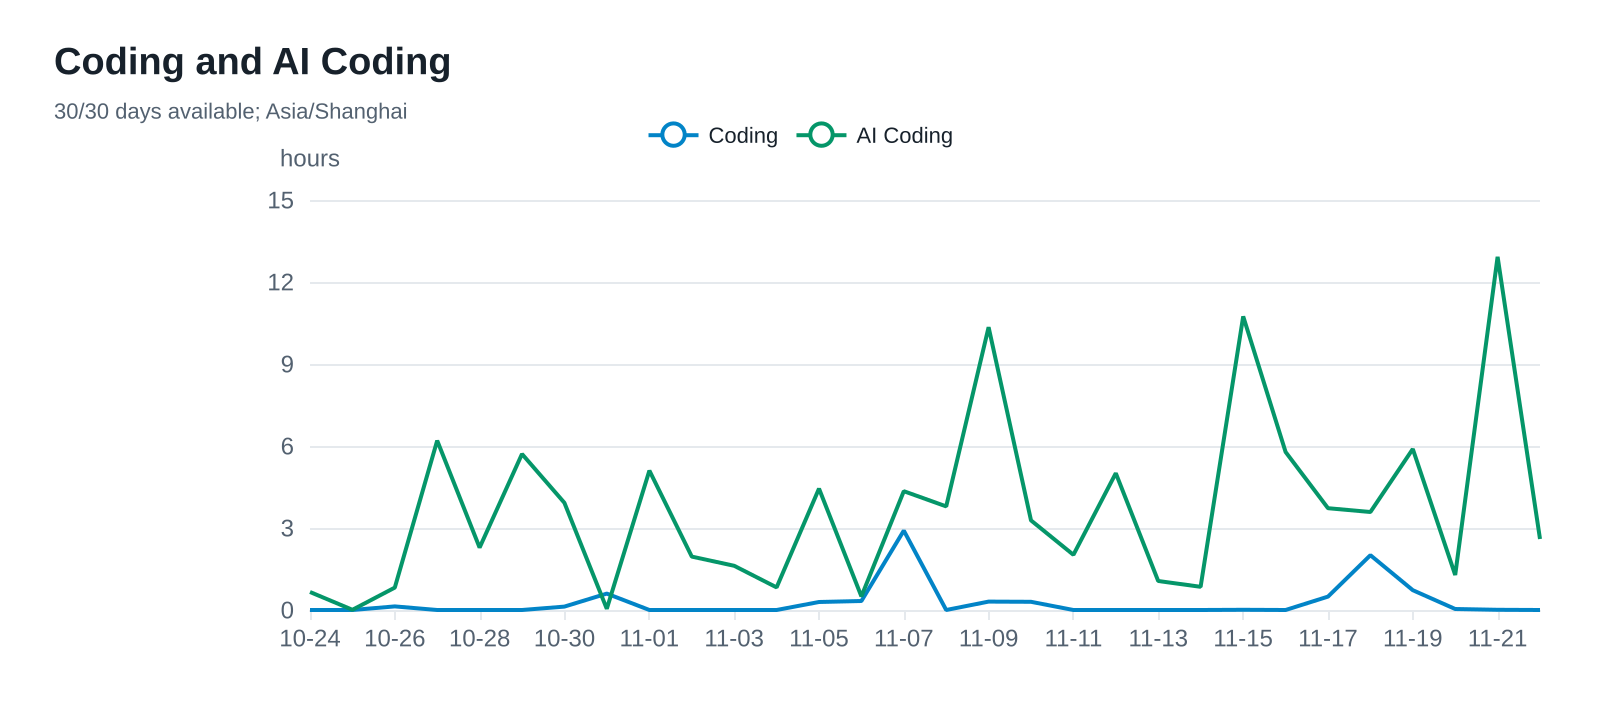 Coding and AI Coding
30/30 days available; Asia/Shanghai
Coding AI Coding
hours
15
12
9
6
3
0
10-24 10-26 10-28 10-30 11-01 11-03 11-05 11-07 11-09 11-11 11-13 11-15 11-17 11-19 11-21